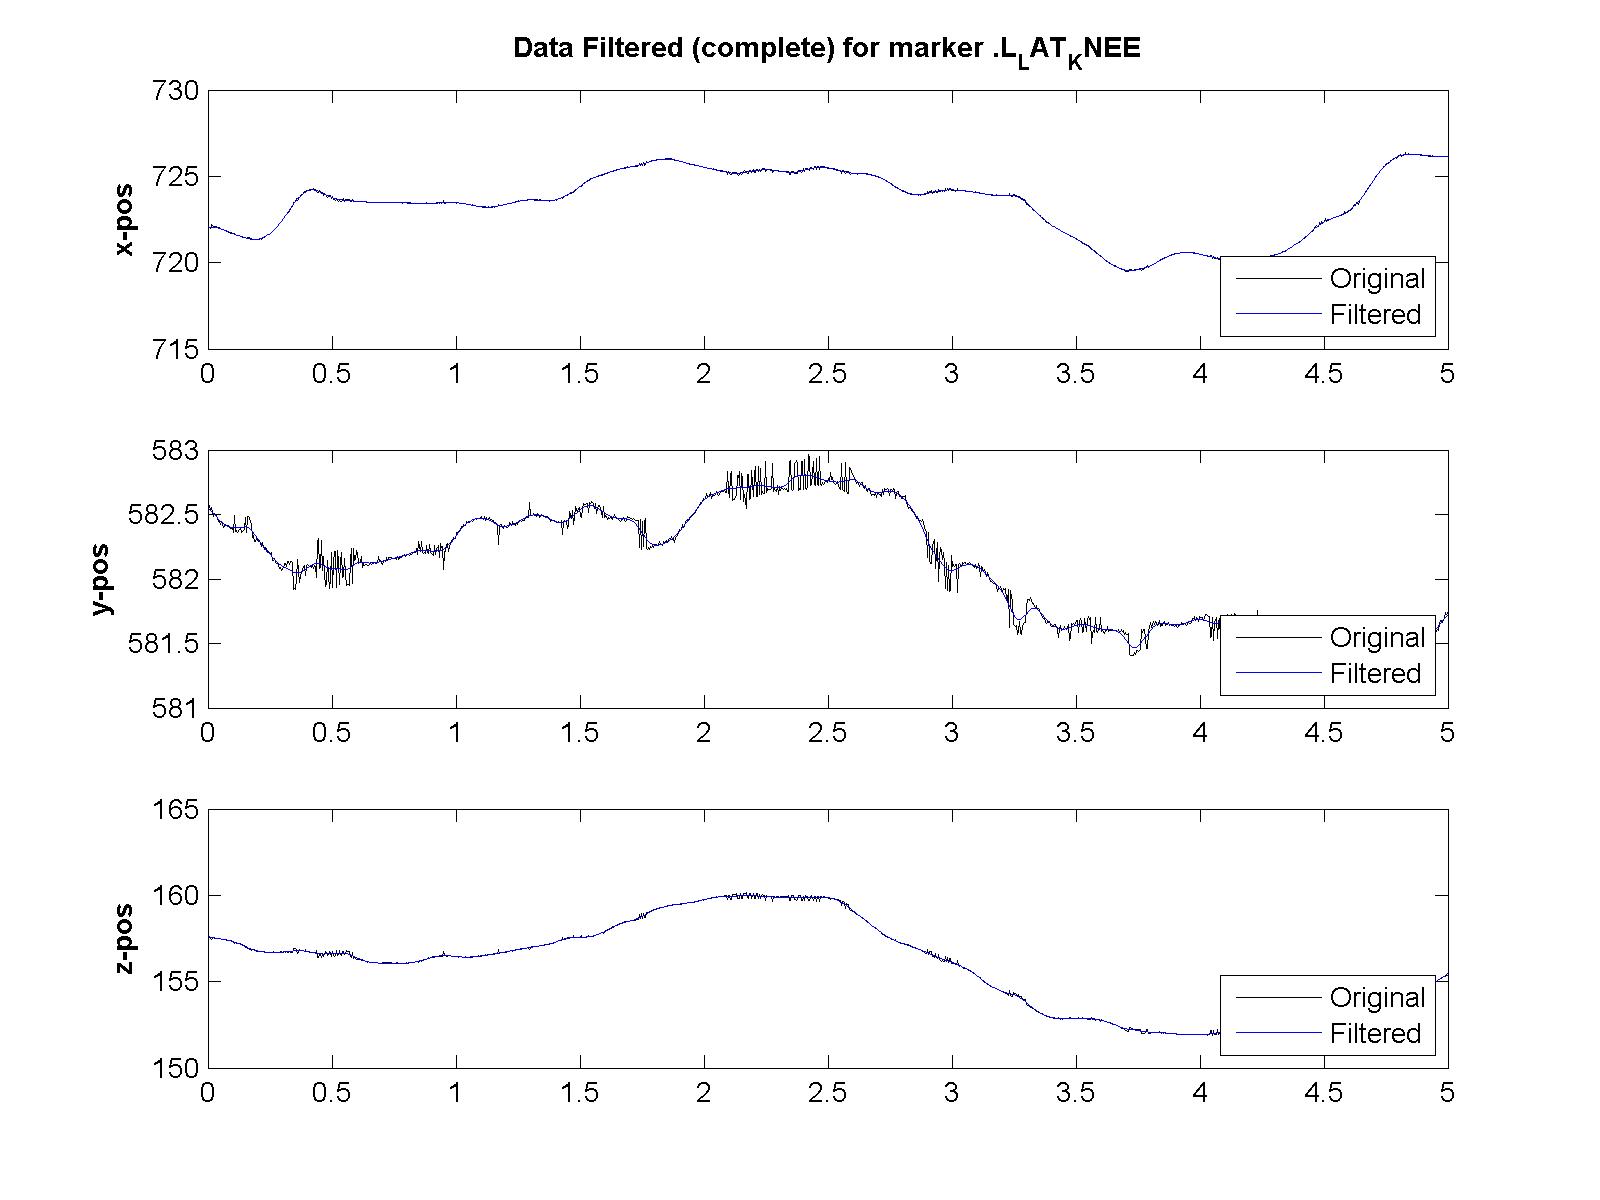 Data Filtered (complete) for marker .LLATKNEE
730
725
720
715
x-pos
0 0.5 1 1.5 2 2.5 3 3.5 4 4.5 5
Original
Filtered
583
582.5
582
581.5
581
y-pos
0 0.5 1 1.5 2 2.5 3 3.5 4 4.5 5
Original
Filtered
165
160
155
150
z-pos
0 0.5 1 1.5 2 2.5 3 3.5 4 4.5 5
Original
Filtered